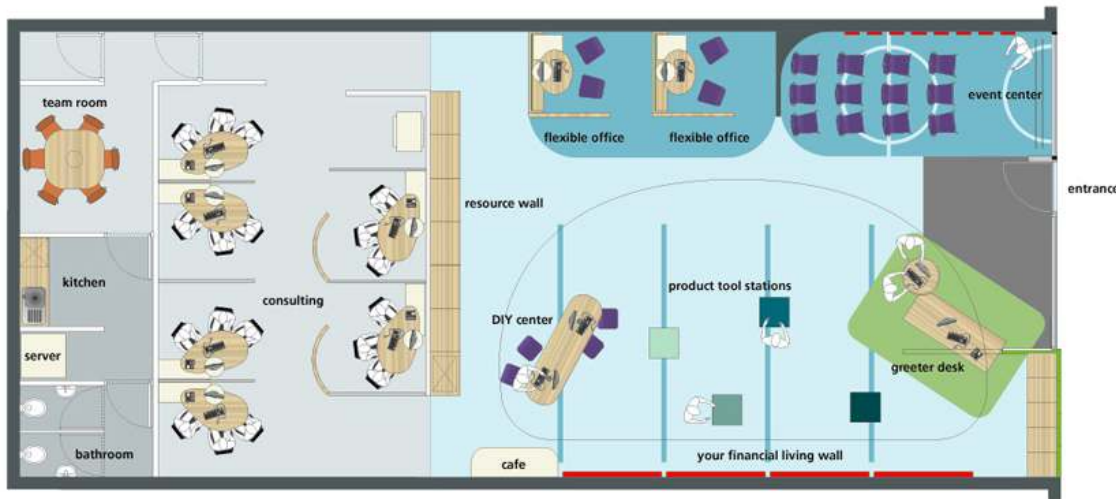 team room
flexible office
flexible office
event center
entrance
resource wall
kitchen
consulting
product tool stations
DIY center
server
greeter desk
bathroom
cafe
your financial living wall